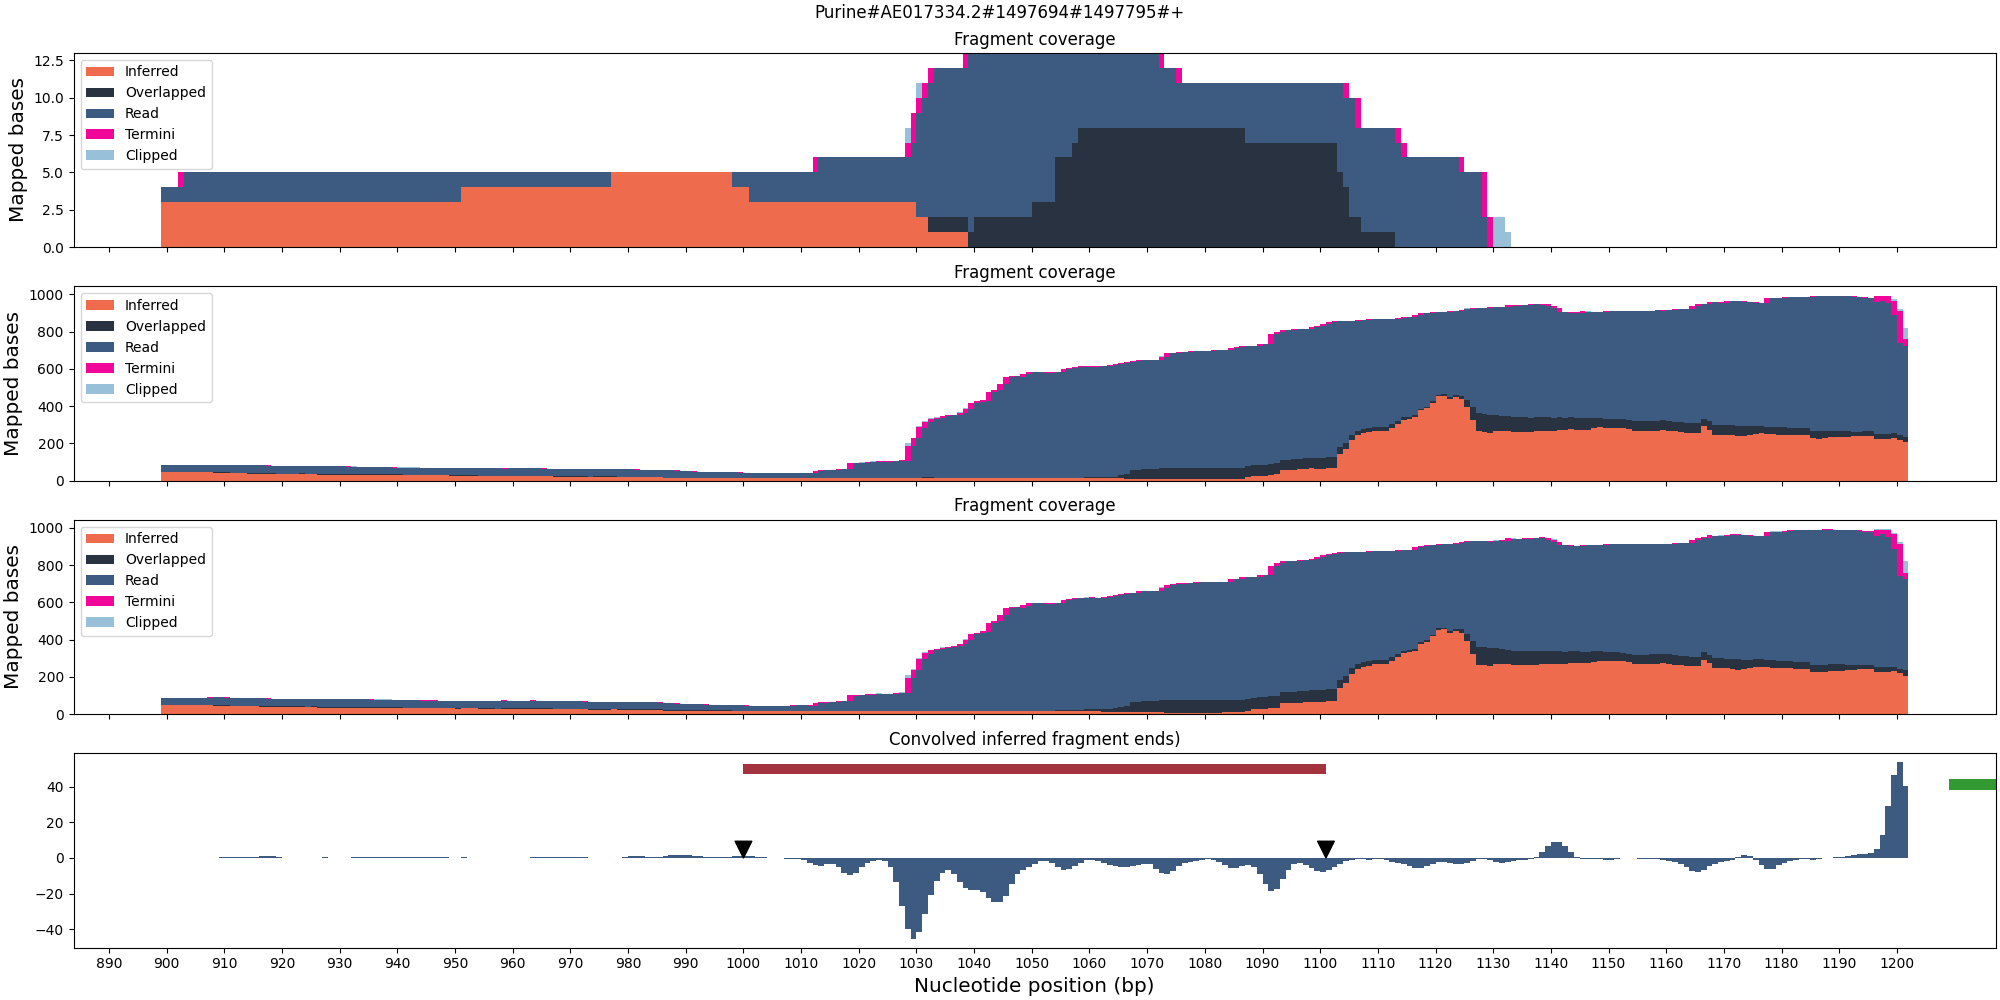 Purine#AE017334.2#1497694#1497795#+
Fragment coverage
Mapped bases
12.5
10.0
7.5
5.0
2.5
0.0
Inferred
Overlapped
Read
Termini
Clipped
Fragment coverage
Mapped bases
1000
800
600
400
200
0
Inferred
Overlapped
Read
Termini
Clipped
Fragment coverage
Mapped bases
1000
800
600
400
200
0
Inferred
Overlapped
Read
Termini
Clipped
Convolved inferred fragment ends)
40
20
0
−20
−40
890 900 910 920 930 940 950 960 970 980 990 1000 1010 1020 1030 1040 1050 1060 1070 1080 1090 1100 1110 1120 1130 1140 1150 1160 1170 1180 1190 1200
Nucleotide position (bp)